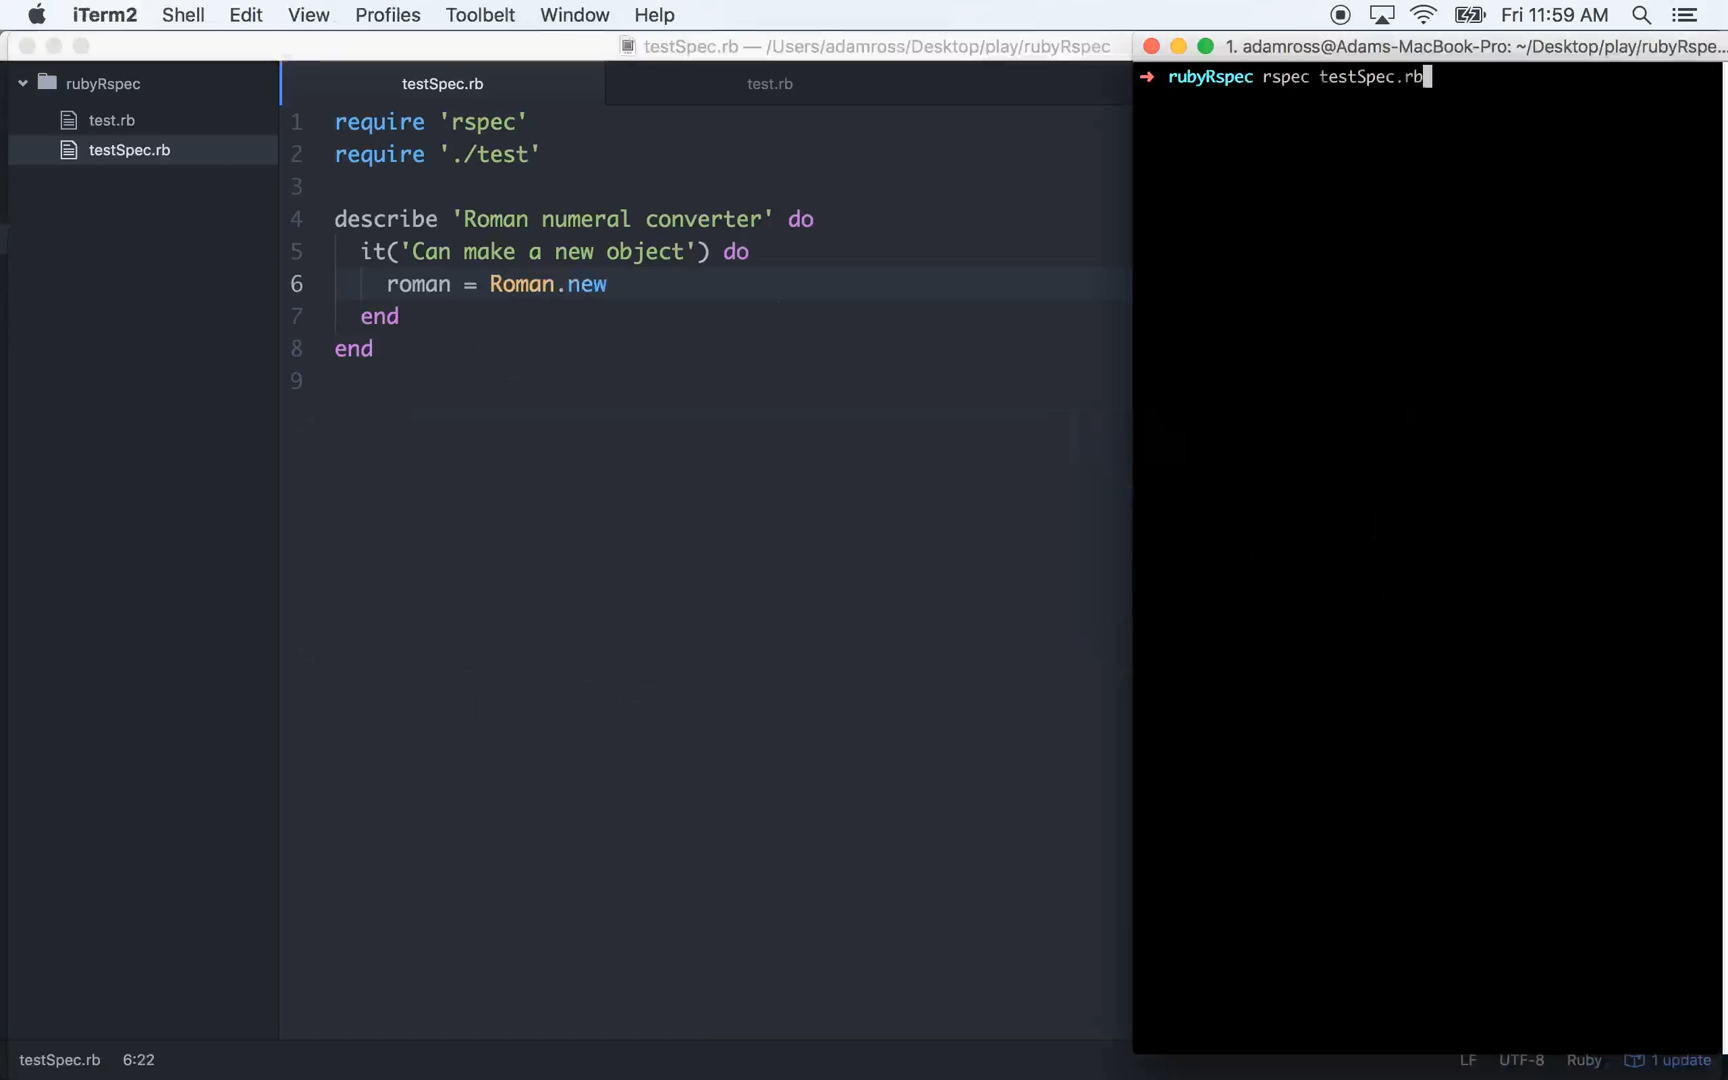 iTerm2 Shell Edit View Profiles Toolbelt Window Help Fri 11:59 AM
testSpec.rb — /Users/adamross/Desktop/play/rubyRspec
1. adamross@Adams-MacBook-Pro: ~/Desktop/play/rubyRspe...
rubyRspec
test.rb
testSpec.rb
testSpec.rb test.rb
1 require 'rspec'
2 require './test'
3
4 describe 'Roman numeral converter' do
5 it('Can make a new object') do
6 roman = Roman.new
7 end
8 end
9
➜ rubyRspec rspec testSpec.rb
testSpec.rb 6:22
LF UTF-8 Ruby 1 update